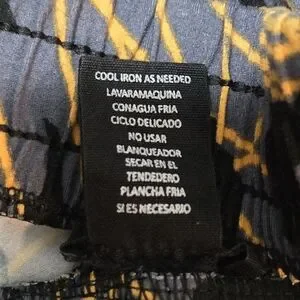 COOL IRON AS NEEDED
LAVARAMAQUINA
CONAGUA FRIA
CICLO DELICADO
NO USAR
BLANQUEADOR
SECAR EN EL
TENDEDERO
PLANCHA FRIA
SI ES NECESARIO